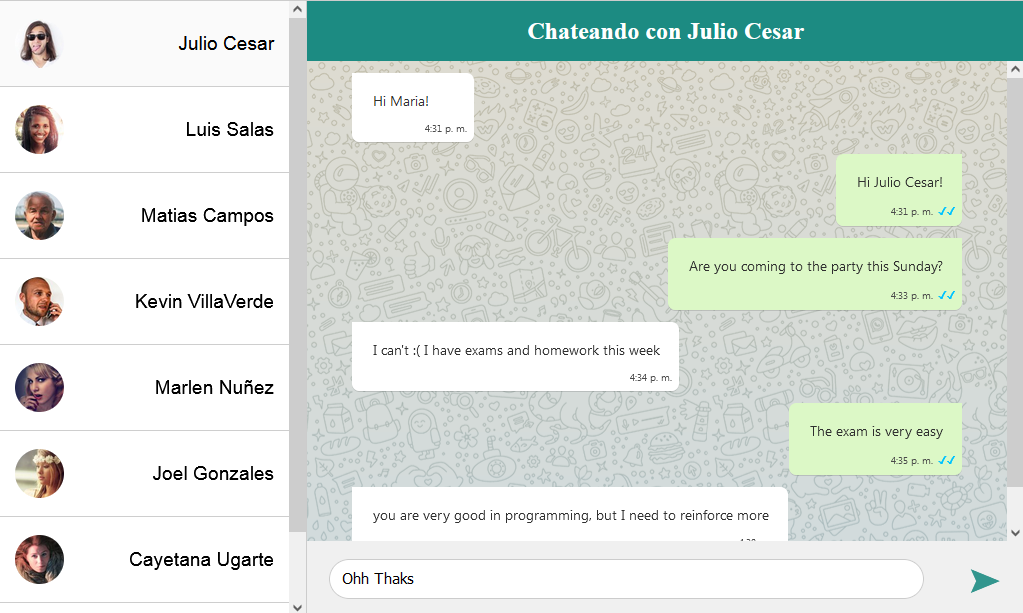 Julio Cesar
Luis Salas
Matias Campos
Kevin VillaVerde
Marlen Nuñez
Joel Gonzales
Cayetana Ugarte
Chateando con Julio Cesar
Hi Maria!
4:31 p. m.
Hi Julio Cesar!
4:31 p. m.
Are you coming to the party this Sunday?
4:33 p. m.
I can't :( I have exams and homework this week
4:34 p. m.
The exam is very easy
4:35 p. m.
you are very good in programming, but I need to reinforce more
Ohh Thaks